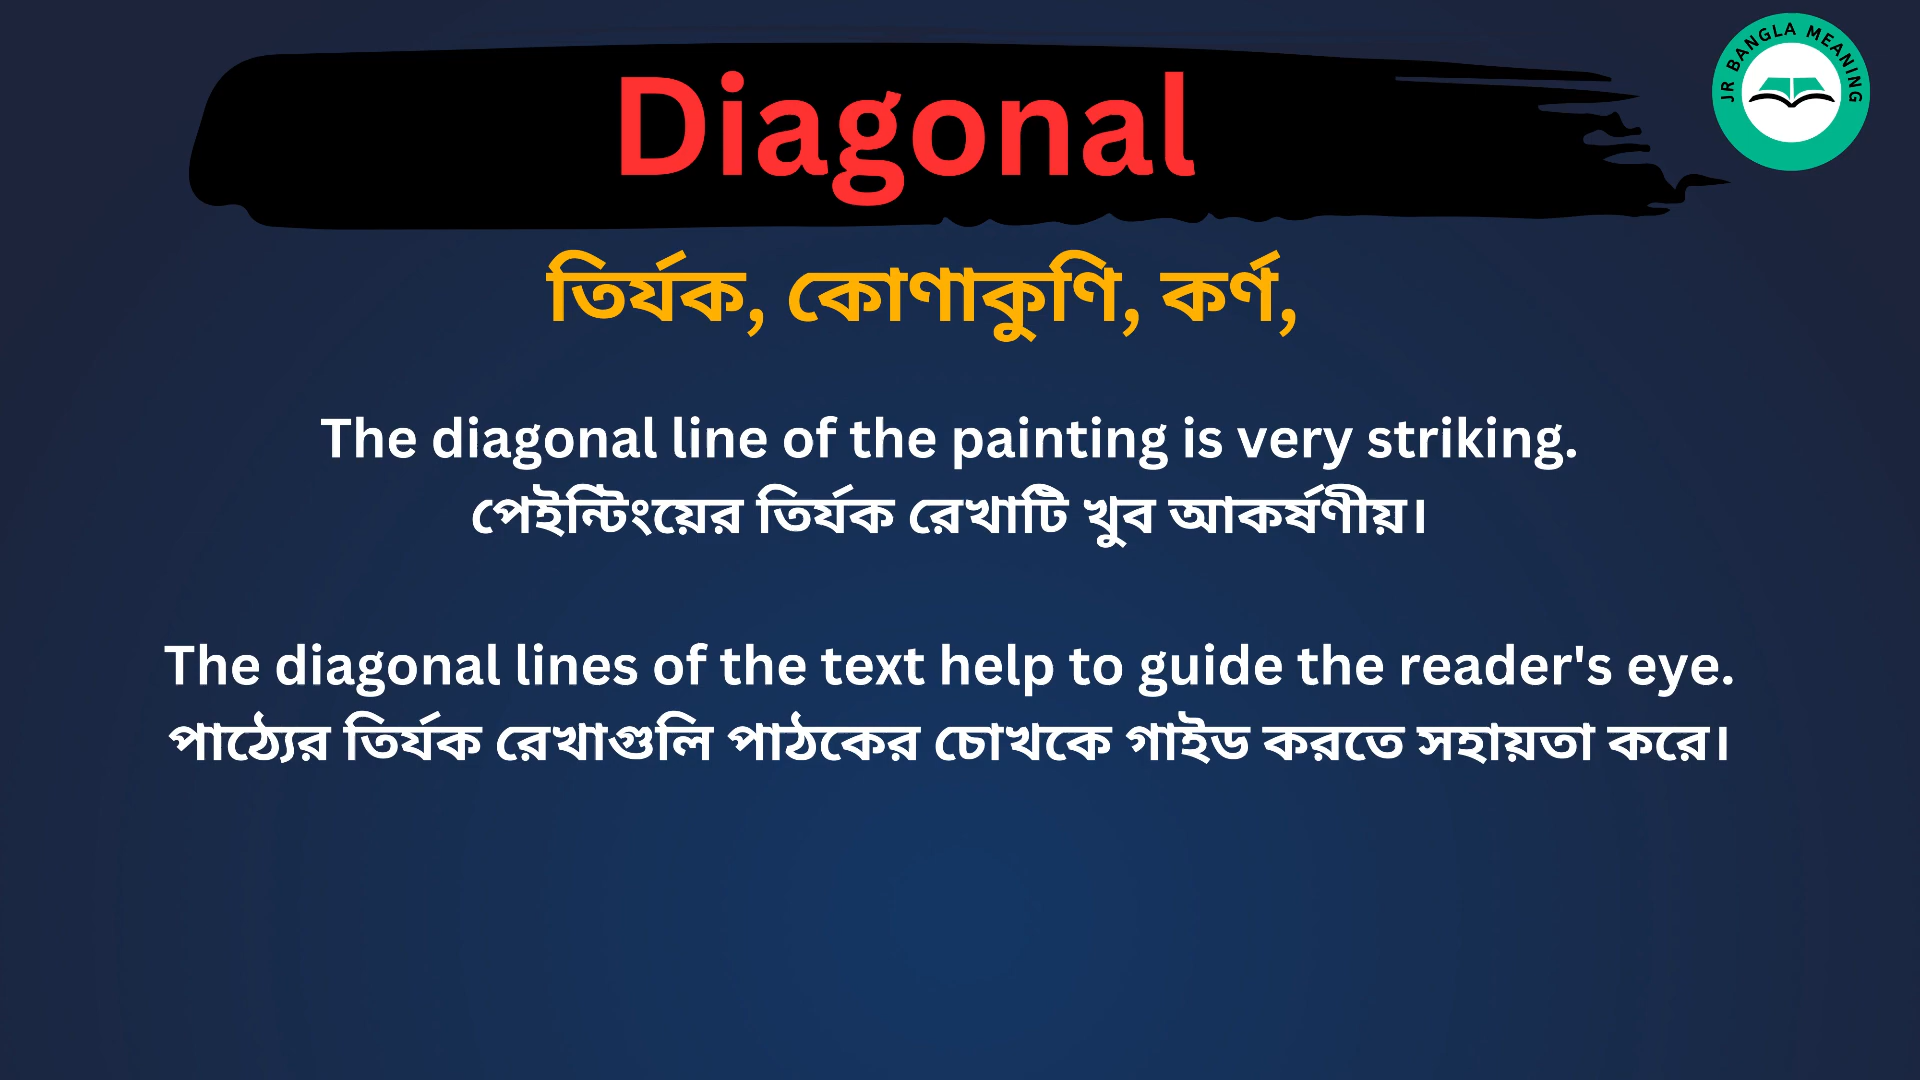 Diagonal
JR BANGLA MEANING
তির্যক, কোণাকুণি, কর্ণ,
The diagonal line of the painting is very striking.
পেইন্টিংয়ের তির্যক রেখাটি খুব আকর্ষণীয়।
The diagonal lines of the text help to guide the reader's eye.
পাঠ্যের তির্যক রেখাগুলি পাঠকের চোখকে গাইড করতে সহায়তা করে।